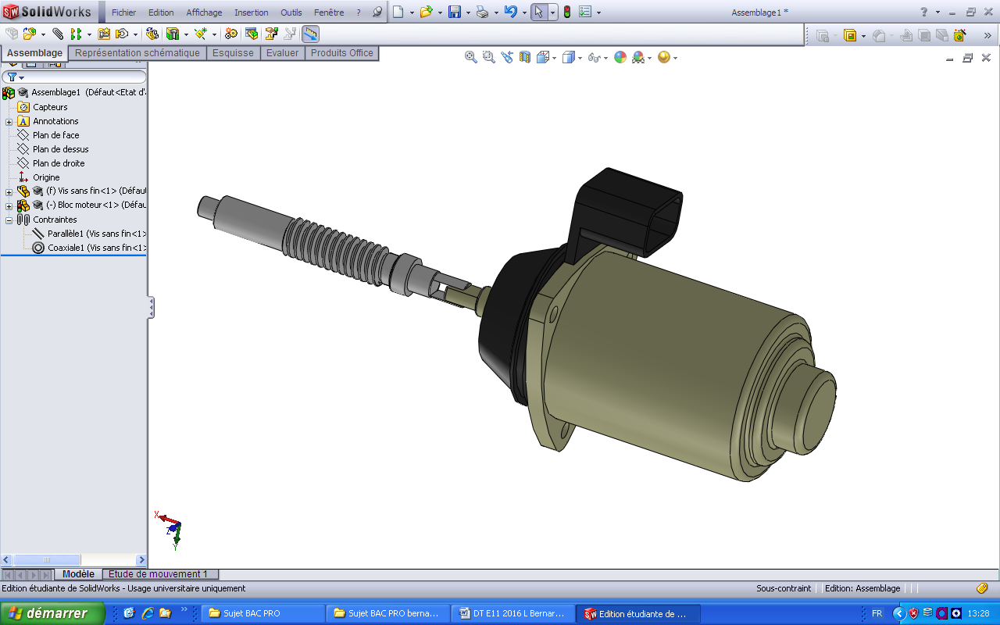 SolidWorks Fichier Edition Affichage Insertion Outils Fenêtre ? Assemblage1 * ?
Assemblage Représentation schématique Esquisse Evaluer Produits Office
Assemblage1 (Défaut<Etat d'
Capteurs
A Annotations
Plan de face
Plan de dessus
Plan de droite
Origine
(f) Vis sans fin<1> (Défau
(-) Bloc moteur<1> (Défau
Contraintes
Parallèle1 (Vis sans fin<1>
Coaxiale1 (Vis sans fin<1>
X
Z
Y
Modèle Etude de mouvement 1
Edition étudiante de SolidWorks - Usage universitaire uniquement Sous-contraint Edition: Assemblage
démarrer Sujet BAC PRO Sujet BAC PRO berna... DT E11 2016 L Bernar... Edition étudiante de ... FR 13:28